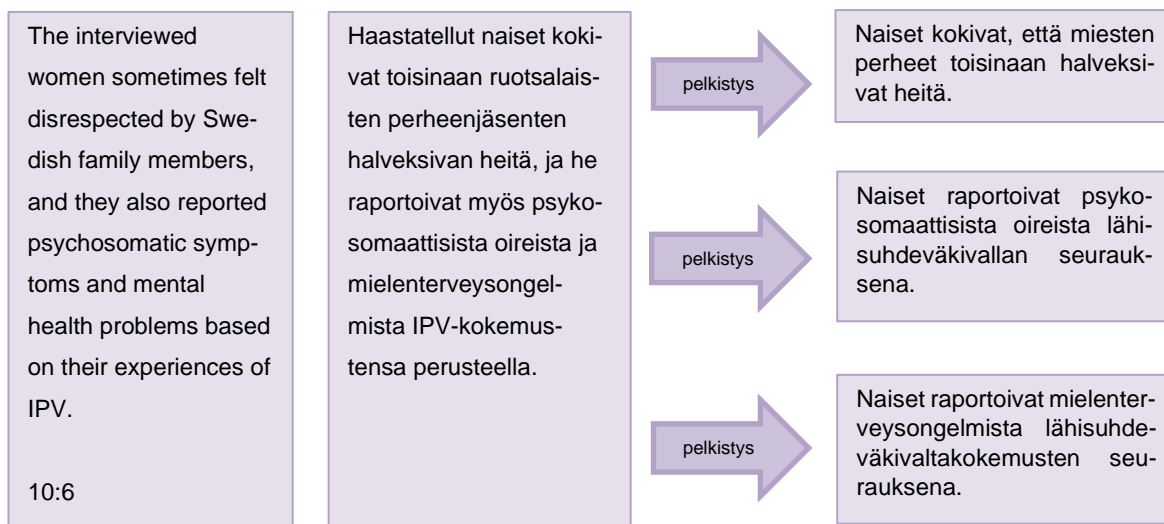 The interviewed
women sometimes felt
disrespected by Swe-
dish family members,
and they also reported
psychosomatic symp-
toms and mental
health problems based
on their experiences of
IPV.
10:6
Haastatellut naiset koki-
vat toisinaan ruotsalais-
ten perheenjäsenten
halveksivan heitä, ja he
raportoivat myös psyko-
somaattisista oireista ja
mielenterveysongel-
mista IPV-kokemus-
tensa perusteella.
pelkistys
Naiset kokivat, että miesten
perheet toisinaan halveksi-
vat heitä.
pelkistys
Naiset raportoivat psyko-
somaattisista oireista lähi-
suhdeväkivallan seurauk-
sena.
pelkistys
Naiset raportoivat mielenter-
veysongelmista lähisuhde-
väkivaltakokemusten seu-
rauksena.